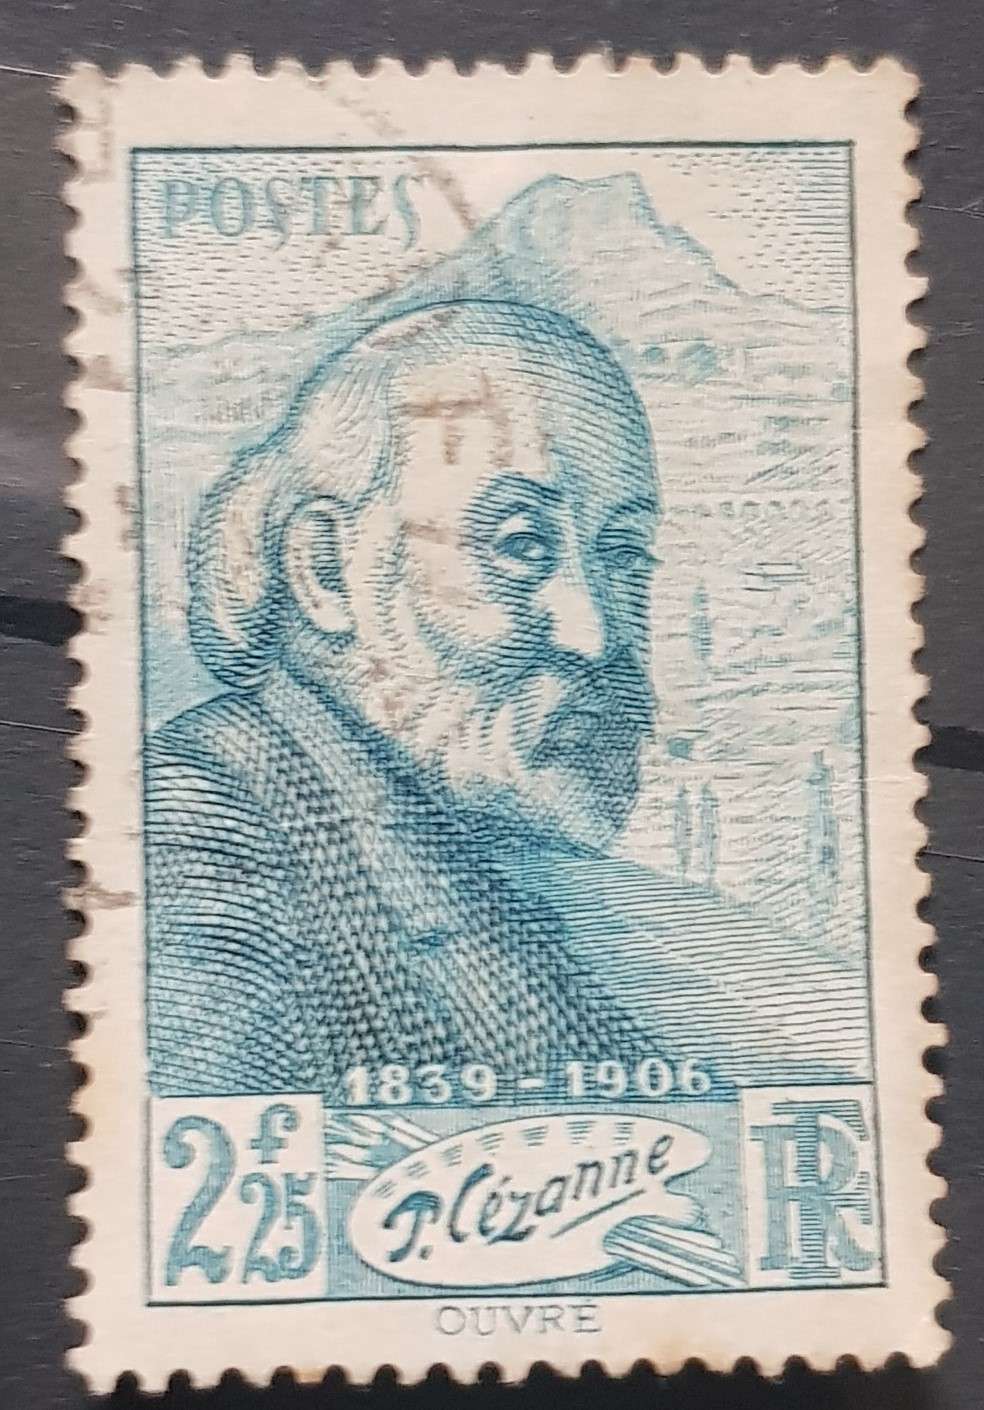 POSTES
1839 - 1906
2f25
P. Cézanne
RF
OUVRÉ